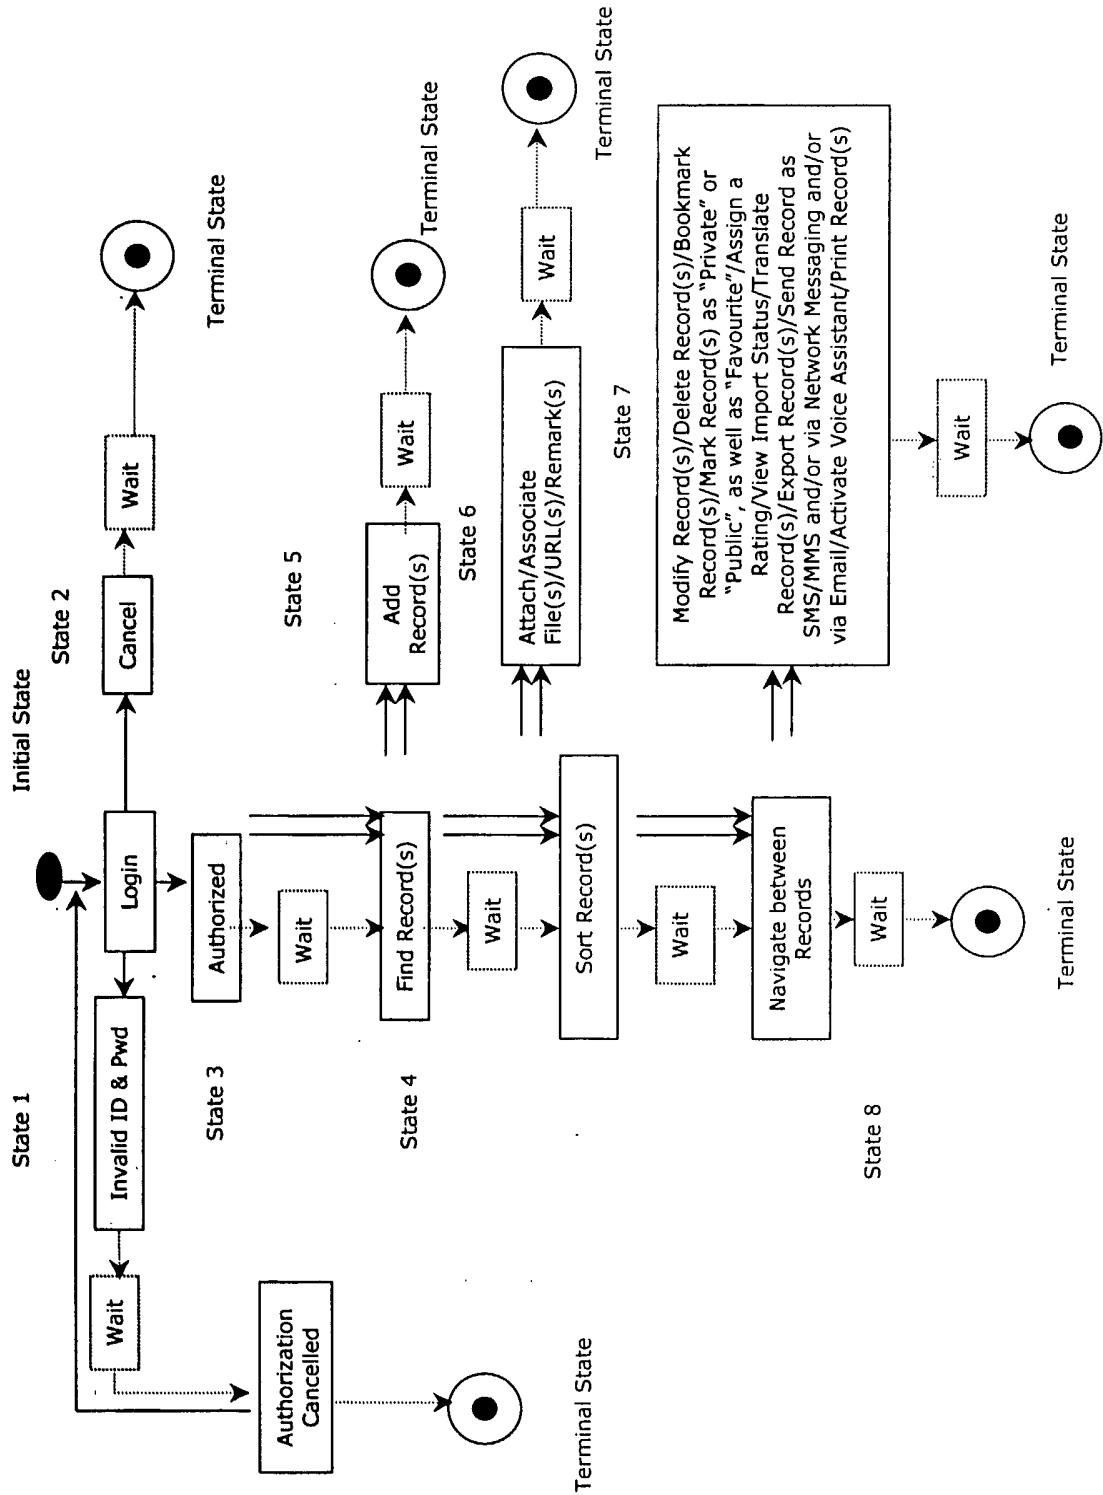 State 1
Initial State
Invalid ID & Pwd
Login
State 2
Cancel
Wait
Terminal State
Wait
Authorization
Cancelled
Terminal State
State 3
Authorized
Wait
State 4
Find Record(s)
Wait
Sort Record(s)
Wait
State 8
Navigate between
Records
Wait
Terminal State
State 5
Add
Record(s)
Wait
Terminal State
State 6
Attach/Associate
File(s)/URL(s)/Remark(s)
Wait
Terminal State
State 7
Modify Record(s)/Delete Record(s)/Bookmark
Record(s)/Mark Record(s) as "Private" or
"Public", as well as "Favourite"/Assign a
Rating/View Import Status/Translate
Record(s)/Export Record(s)/Send Record as
SMS/MMS and/or via Network Messaging and/or
via Email/Activate Voice Assistant/Print Record(s)
Wait
Terminal State